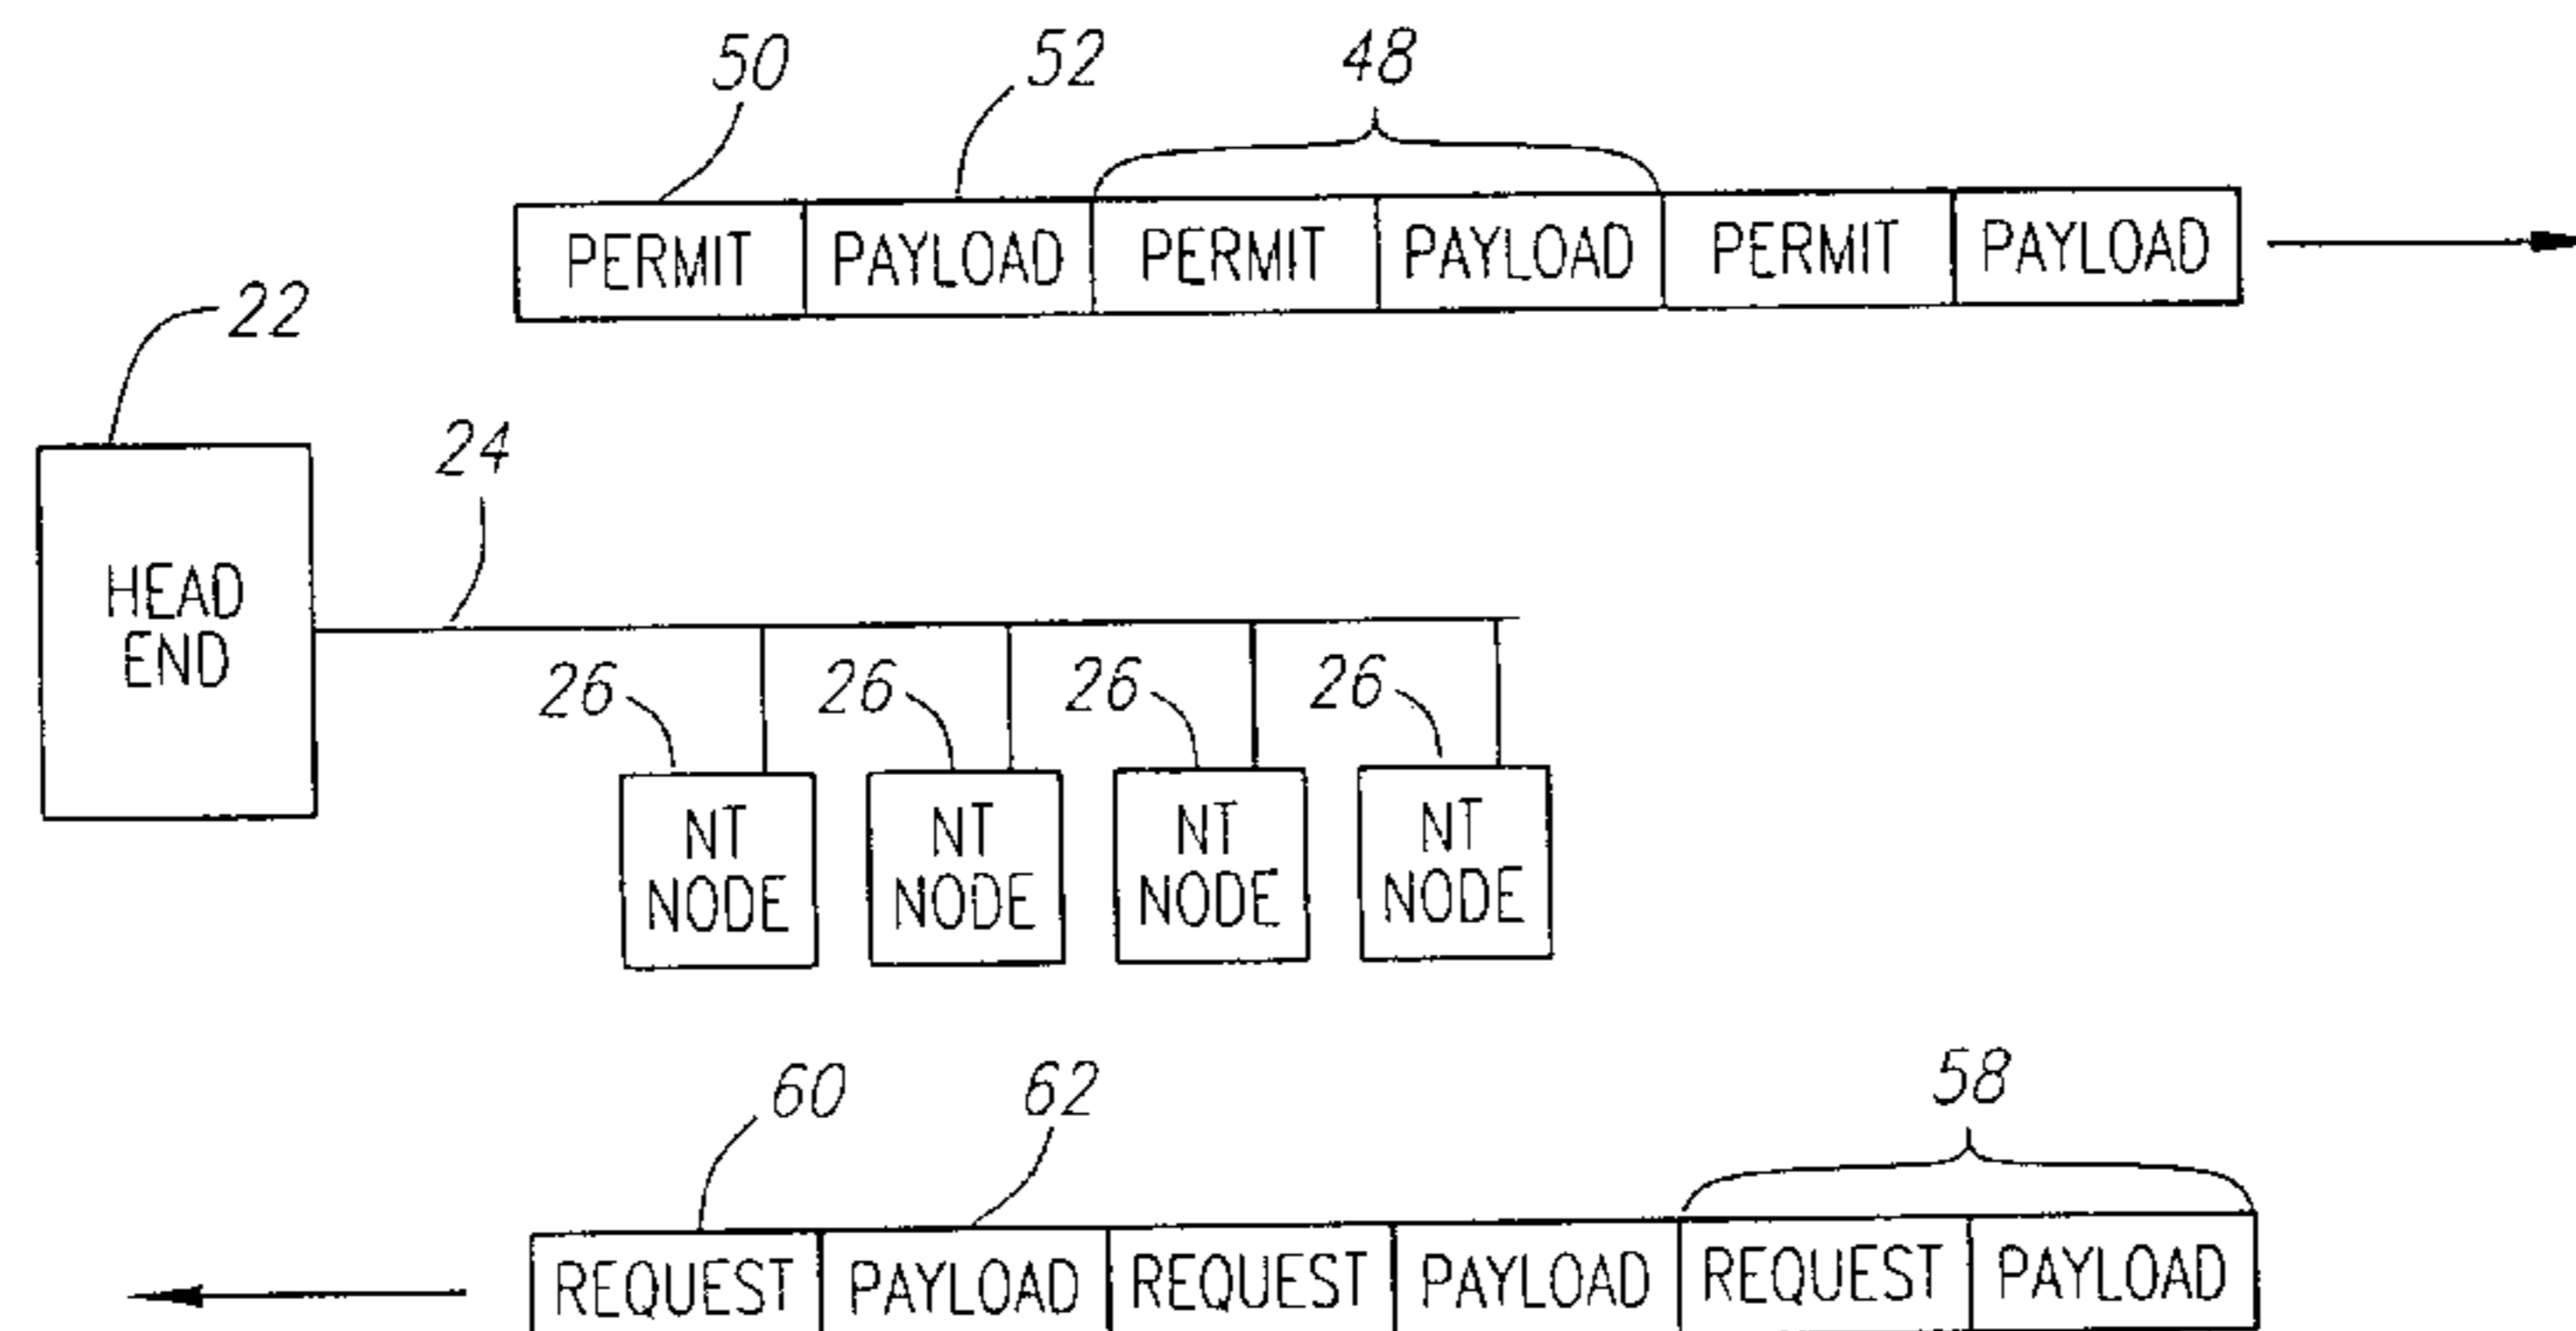 50 52 48
PERMIT PAYLOAD PERMIT PAYLOAD PERMIT PAYLOAD
22
24
HEAD
END
26 26 26 26
NT NT NT NT
NODE NODE NODE NODE
60 62 58
REQUEST PAYLOAD REQUEST PAYLOAD REQUEST PAYLOAD